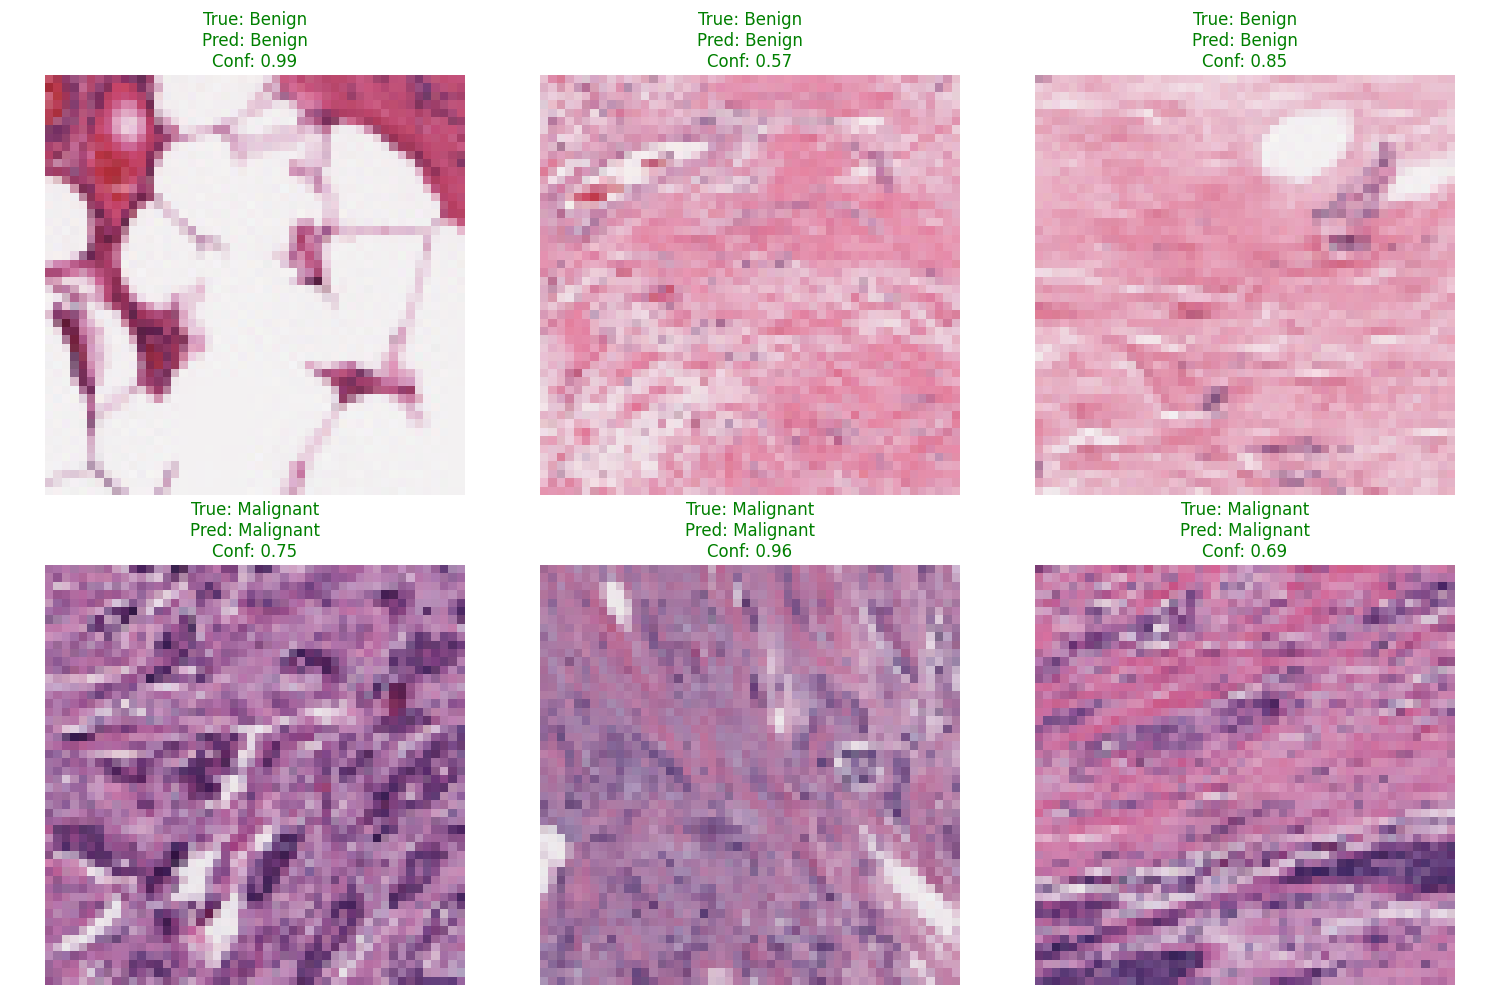 True: Benign
Pred: Benign
Conf: 0.99
True: Benign
Pred: Benign
Conf: 0.57
True: Benign
Pred: Benign
Conf: 0.85
True: Malignant
Pred: Malignant
Conf: 0.75
True: Malignant
Pred: Malignant
Conf: 0.96
True: Malignant
Pred: Malignant
Conf: 0.69